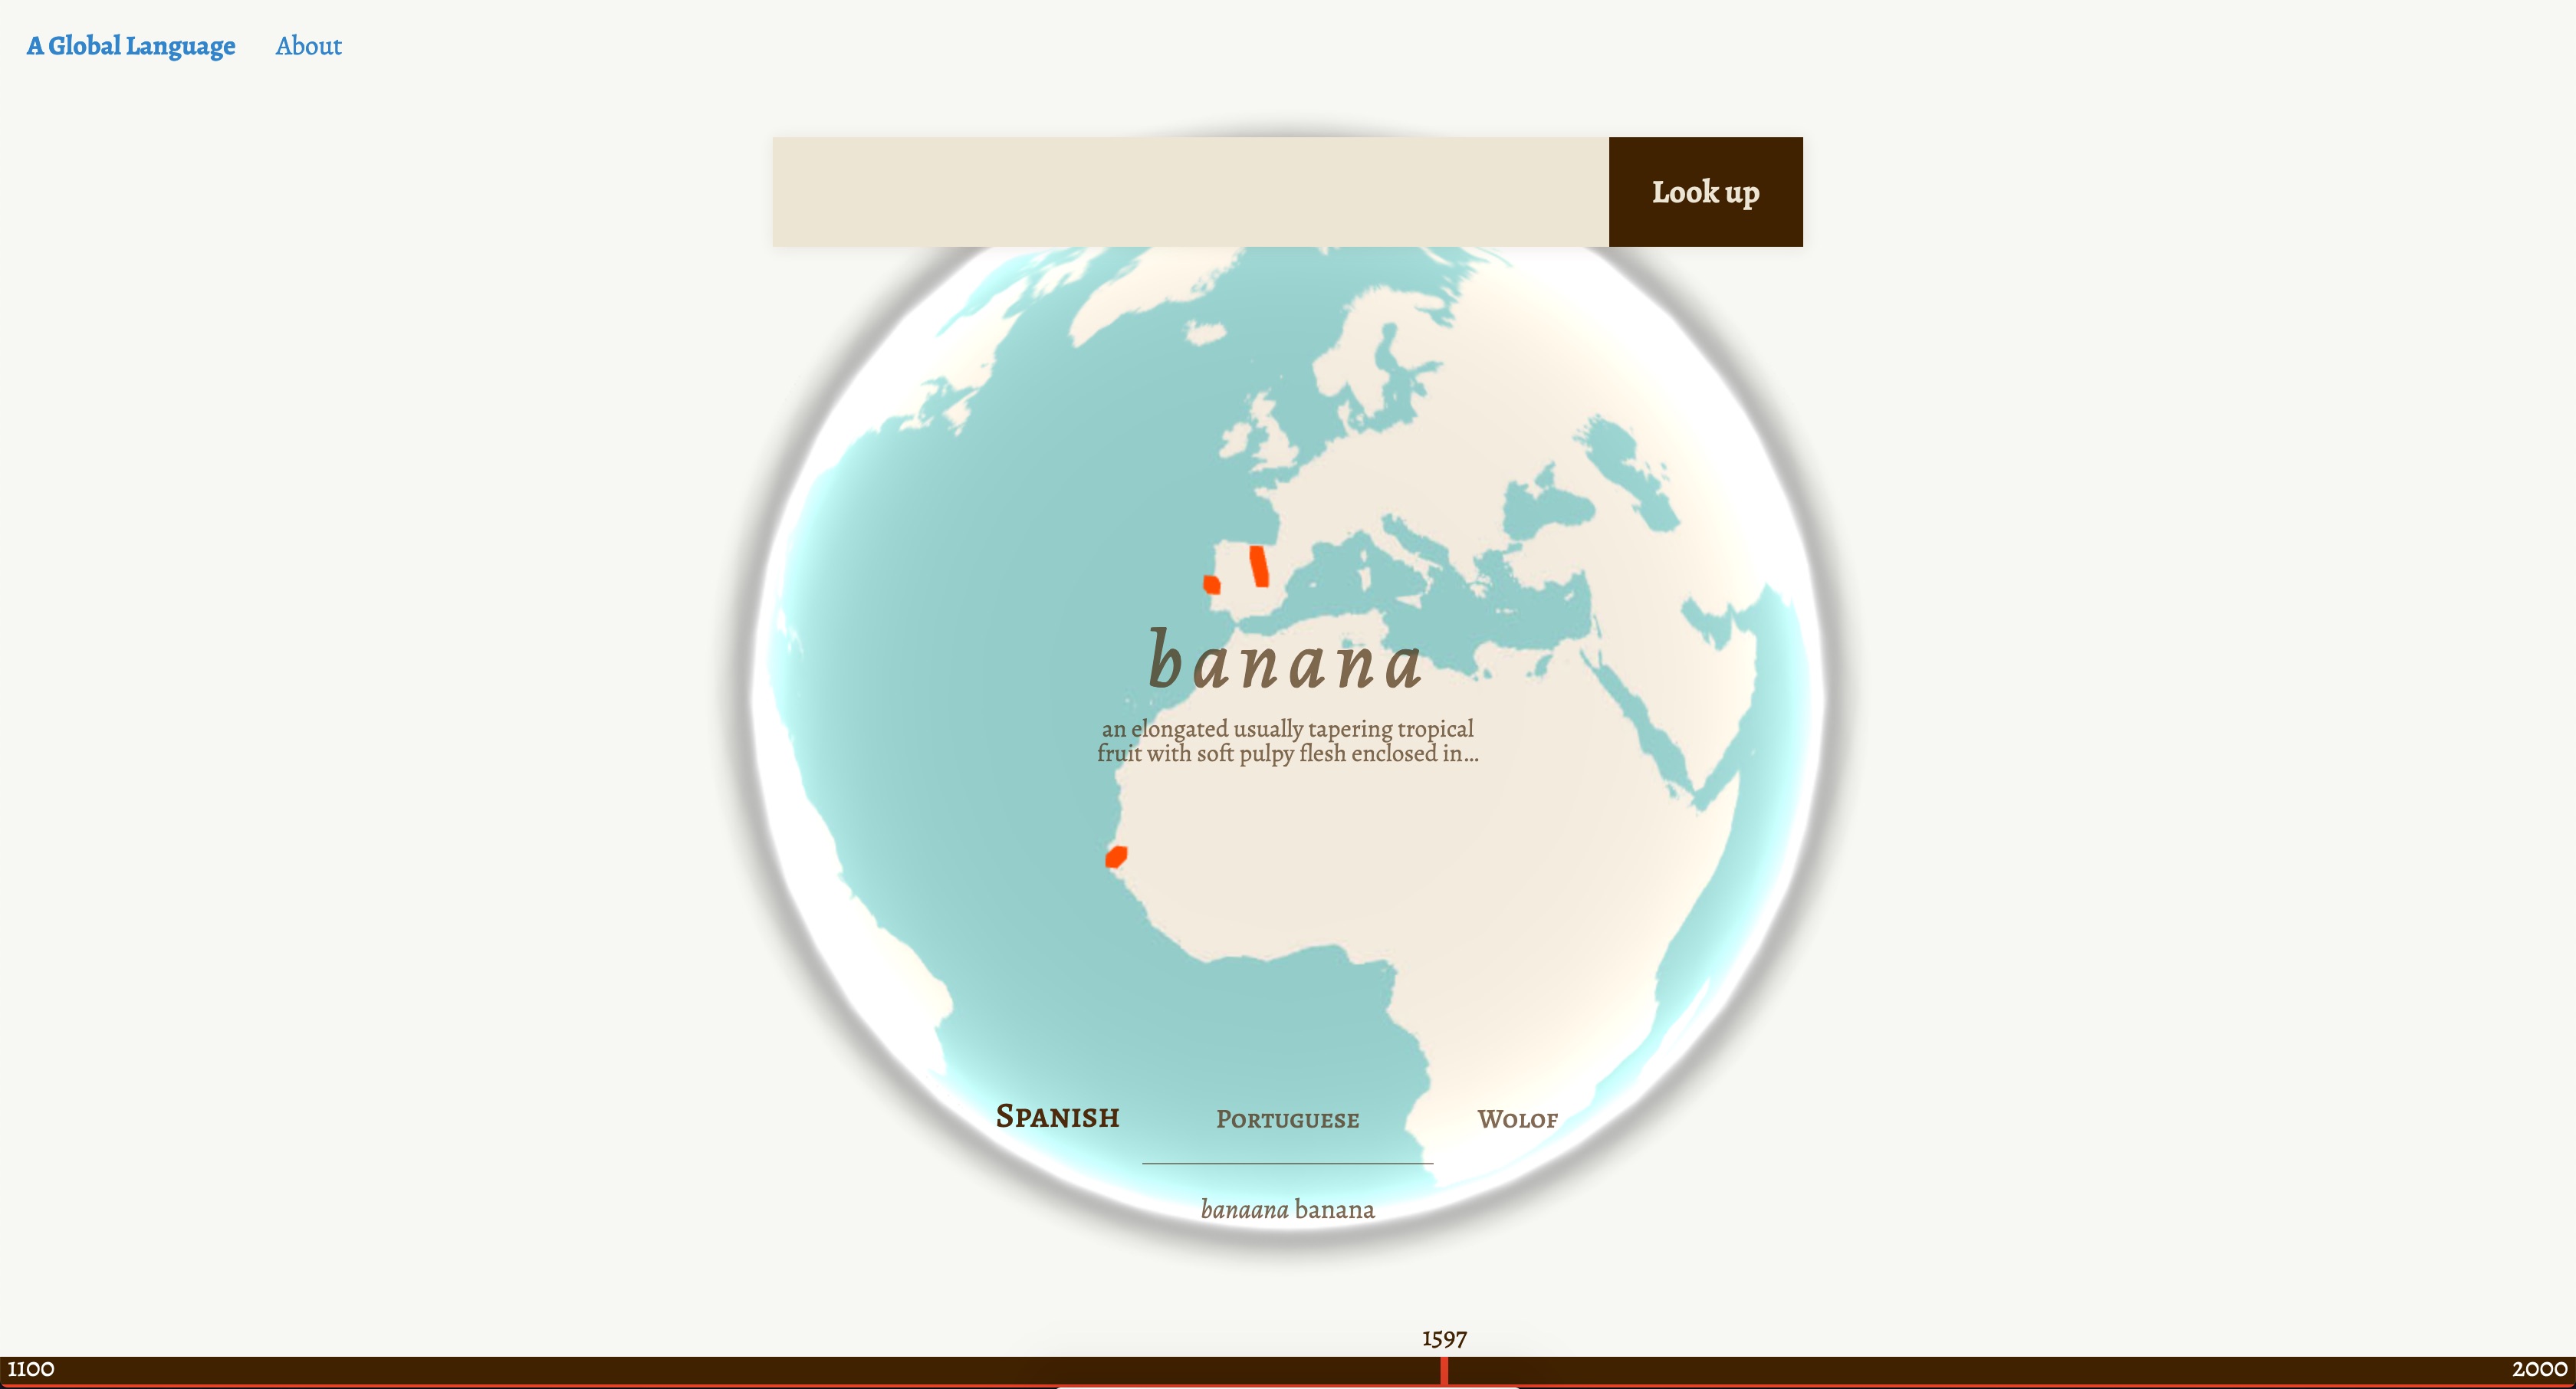 A Global Language About
Look up
banana
an elongated usually tapering tropical
fruit with soft pulpy flesh enclosed in...
Spanish Portuguese Wolof
banaana banana
1597
1100 2000